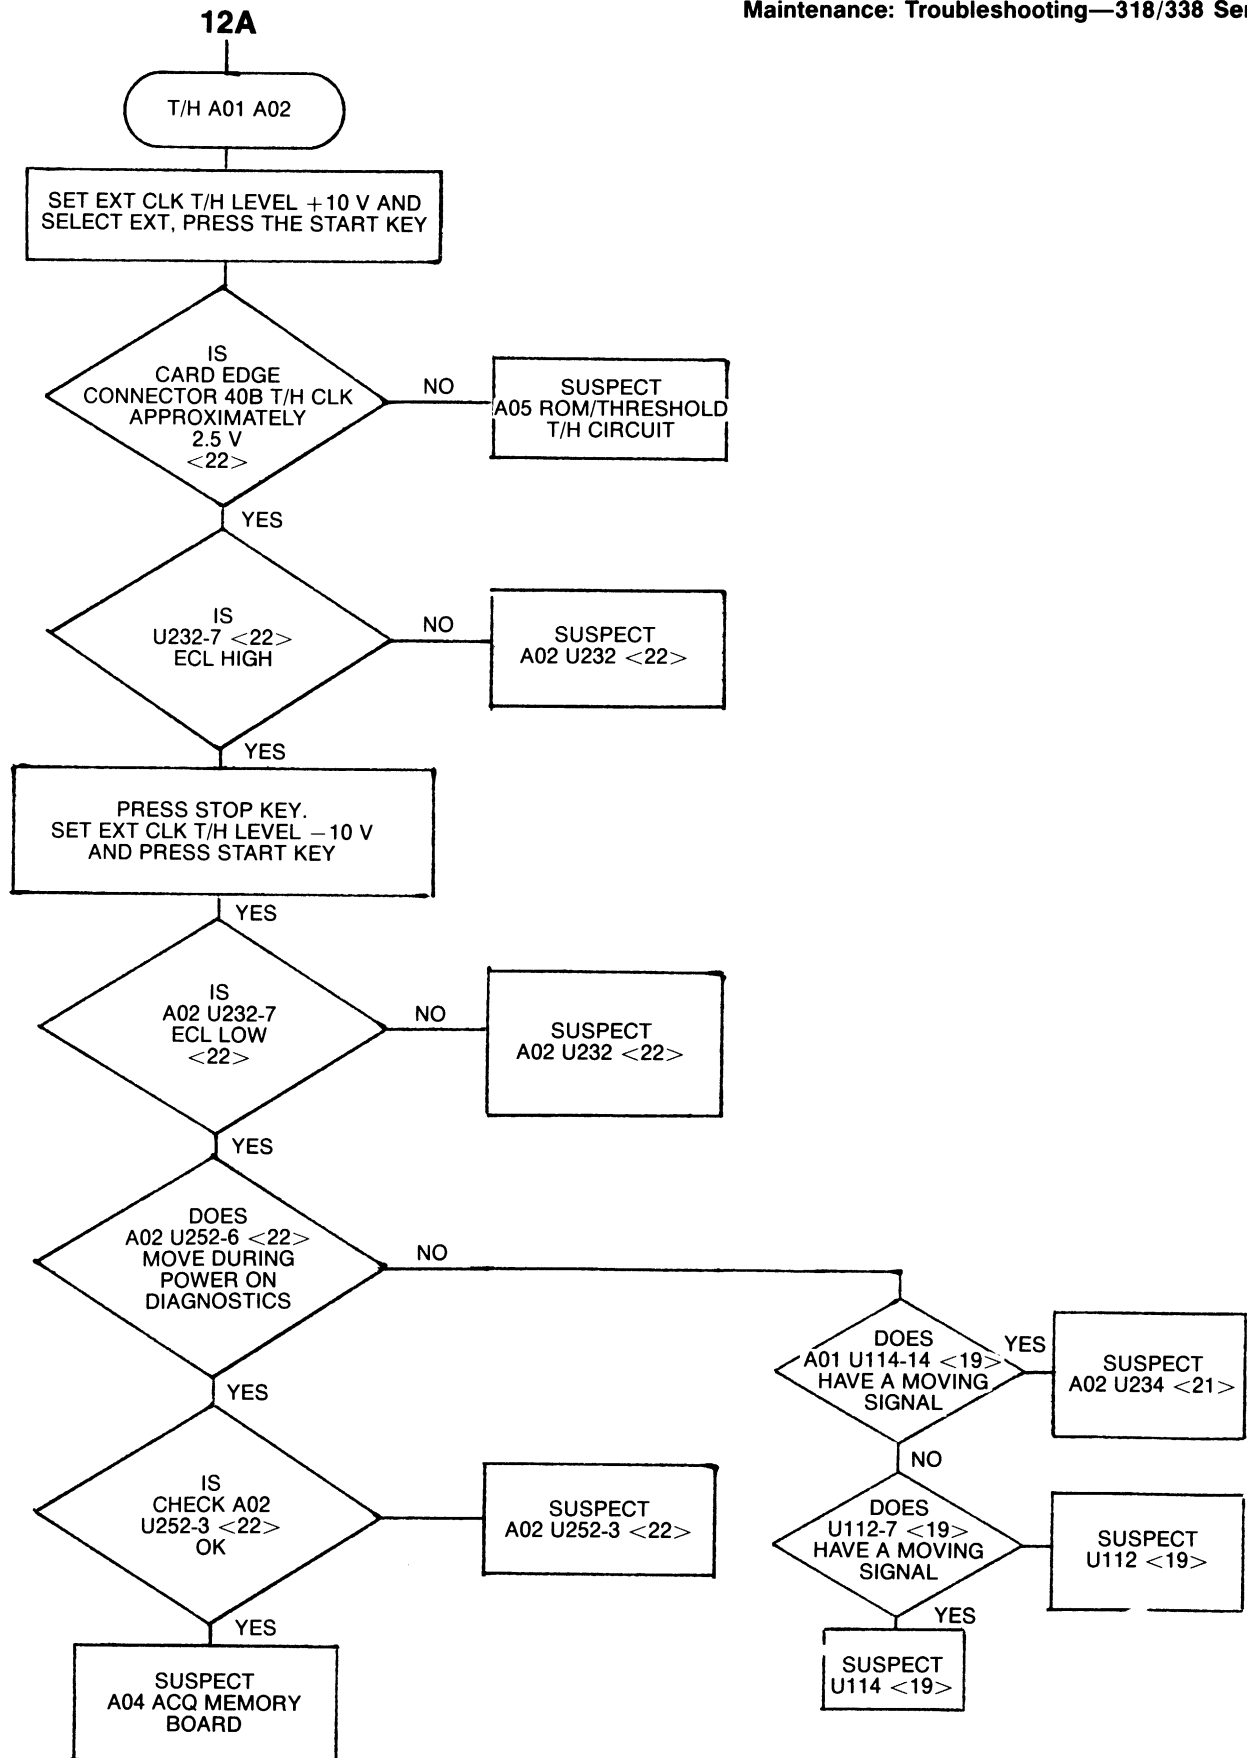 Maintenance: Troubleshooting—318/338 Ser
12A
T/H A01 A02
SET EXT CLK T/H LEVEL +10 V AND
SELECT EXT, PRESS THE START KEY
IS
CARD EDGE
CONNECTOR 40B T/H CLK
APPROXIMATELY
2.5 V
<22>
NO
SUSPECT
A05 ROM/THRESHOLD
T/H CIRCUIT
YES
IS
U232-7 <22>
ECL HIGH
NO
SUSPECT
A02 U232 <22>
YES
PRESS STOP KEY.
SET EXT CLK T/H LEVEL −10 V
AND PRESS START KEY
YES
IS
A02 U232-7
ECL LOW
<22>
NO
SUSPECT
A02 U232 <22>
YES
DOES
A02 U252-6 <22>
MOVE DURING
POWER ON
DIAGNOSTICS
NO
DOES
A01 U114-14 <19>
HAVE A MOVING
SIGNAL
YES
SUSPECT
A02 U234 <21>
YES
NO
IS
CHECK A02
U252-3 <22>
OK
SUSPECT
A02 U252-3 <22>
DOES
U112-7 <19>
HAVE A MOVING
SIGNAL
SUSPECT
U112 <19>
YES
YES
SUSPECT
U114 <19>
SUSPECT
A04 ACQ MEMORY
BOARD